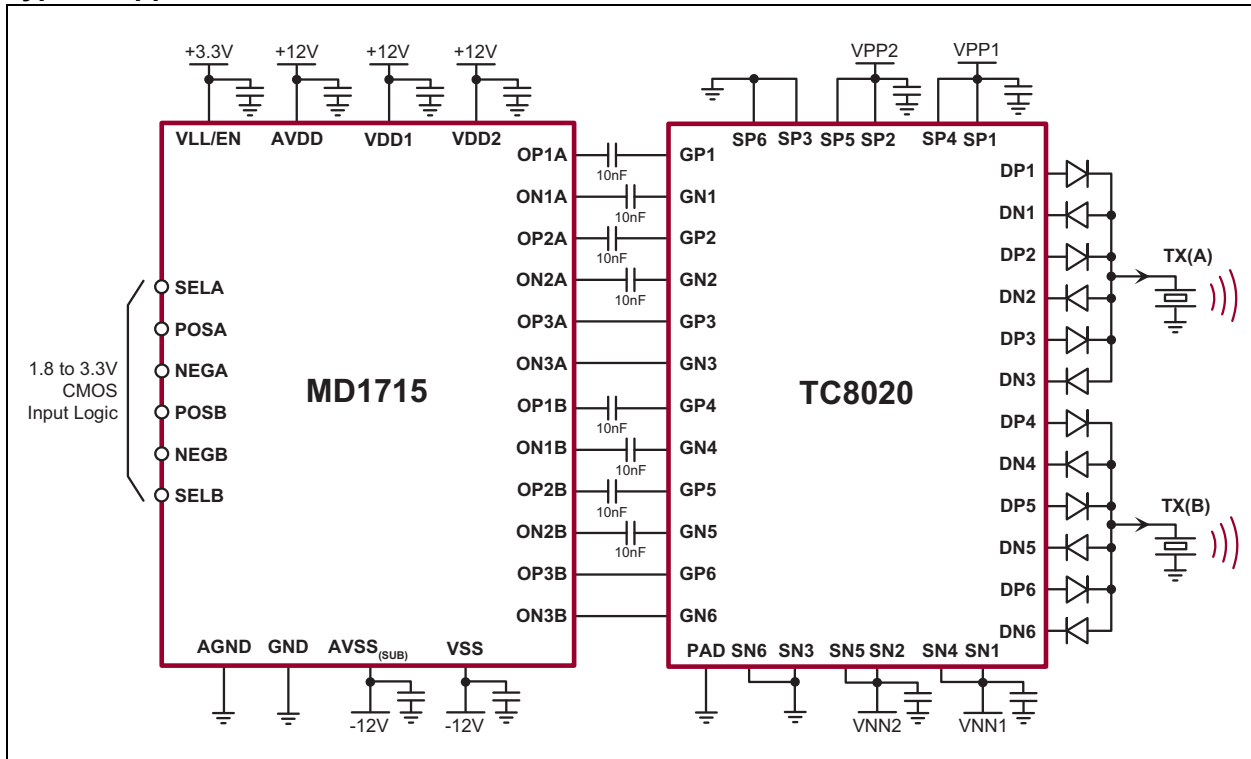 +3.3V
+12V
+12V
+12V
VPP2
VPP1
VLL/EN
AVDD
VDD1
VDD2
SP6
SP3
SP5
SP2
SP4
SP1
OP1A
10nF
GP1
DP1
ON1A
10nF
GN1
DN1
OP2A
10nF
GP2
DP2
ON2A
10nF
GN2
DN2
OP3A
GP3
DP3
ON3A
GN3
DN3
OP1B
10nF
GP4
DP4
ON1B
10nF
GN4
DN4
OP2B
10nF
GP5
DP5
ON2B
10nF
GN5
DN5
OP3B
GP6
DP6
ON3B
GN6
DN6
TX(A)
TX(B)
SELA
POSA
NEGA
POSB
NEGB
SELB
1.8 to 3.3V
CMOS
Input Logic
MD1715
TC8020
AGND
GND
AVSS(SUB)
VSS
PAD
SN6
SN3
SN5
SN2
SN4
SN1
-12V
-12V
VNN2
VNN1